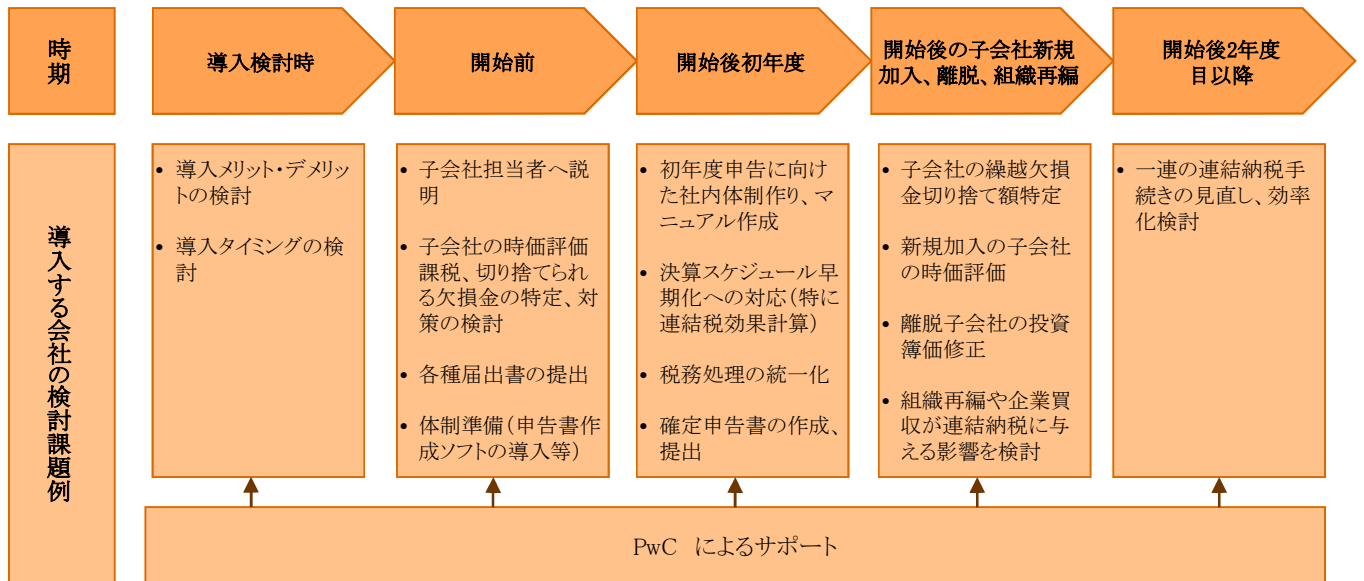 時
期
導入検討時
開始前
開始後初年度
開始後の子会社新規
加入、離脱、組織再編
開始後2年度
目以降
導入する会社の検討課題例
• 導入メリット・デメリッ
トの検討
• 導入タイミングの検
討
• 子会社担当者へ説
明
• 子会社の時価評価
課税、切り捨てられ
る欠損金の特定、対
策の検討
• 各種届出書の提出
• 体制準備（申告書作
成ソフトの導入等）
• 初年度申告に向け
た社内体制作り、マ
ニュアル作成
• 決算スケジュール早
期化への対応（特に
連結税効果計算）
• 税務処理の統一化
• 確定申告書の作成、
提出
• 子会社の繰越欠損
金切り捨て額特定
• 新規加入の子会社
の時価評価
• 離脱子会社の投資
簿価修正
• 組織再編や企業買
収が連結納税に与
える影響を検討
• 一連の連結納税手
続きの見直し、効率
化検討
PwC によるサポート